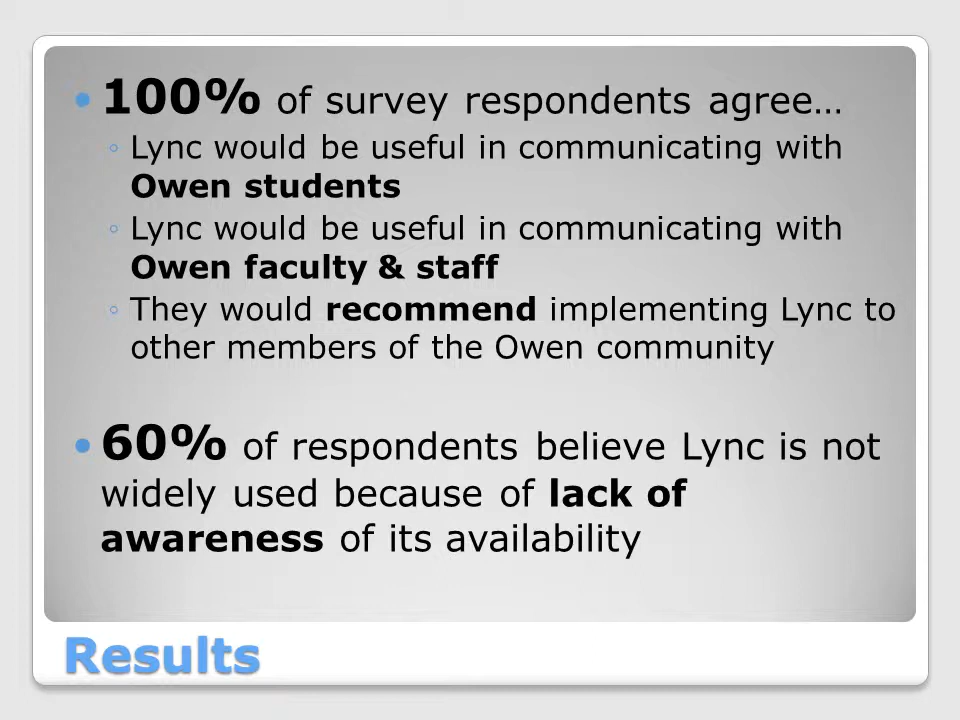 100% of survey respondents agree…
Lync would be useful in communicating with
Owen students
Lync would be useful in communicating with
Owen faculty & staff
They would recommend implementing Lync to
other members of the Owen community
60% of respondents believe Lync is not
widely used because of lack of
awareness of its availability
Results